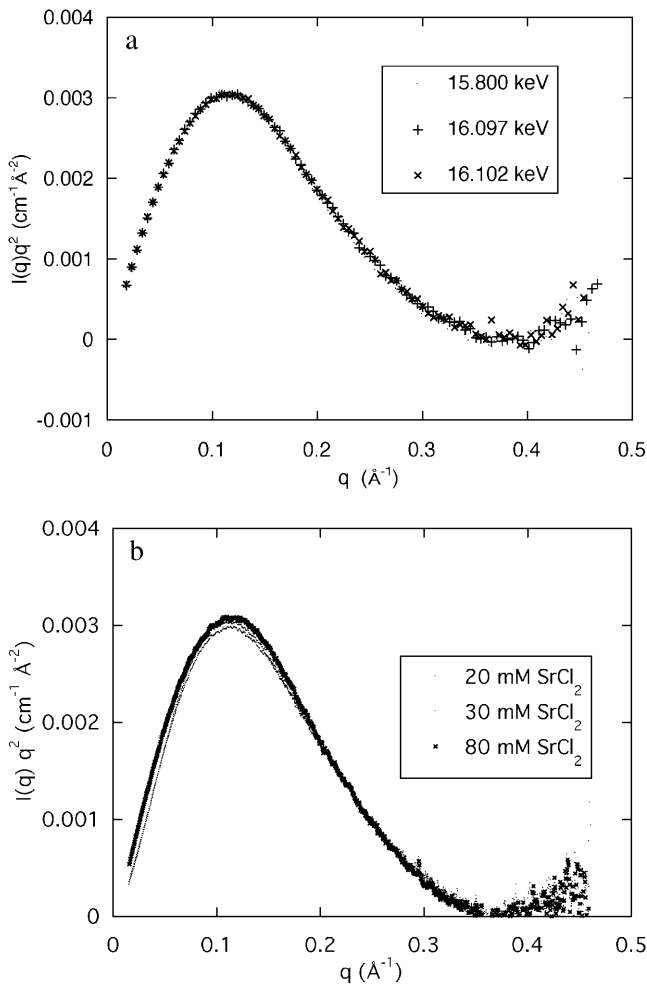 a
0.004
0.003
0.002
0.001
0
-0.001
I(q)q² (cm⁻¹Å⁻²)
15.800 keV
+ 16.097 keV
× 16.102 keV
0 0.1 0.2 0.3 0.4 0.5
q (Å⁻¹)
b
0.004
0.003
0.002
0.001
0
I(q) q² (cm⁻¹ Å⁻²)
20 mM SrCl₂
30 mM SrCl₂
× 80 mM SrCl₂
0 0.1 0.2 0.3 0.4 0.5
q (Å⁻¹)